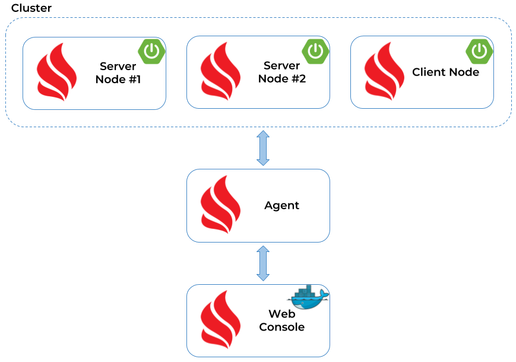 Cluster
Server
Node #1
Server
Node #2
Client Node
Agent
Web
Console